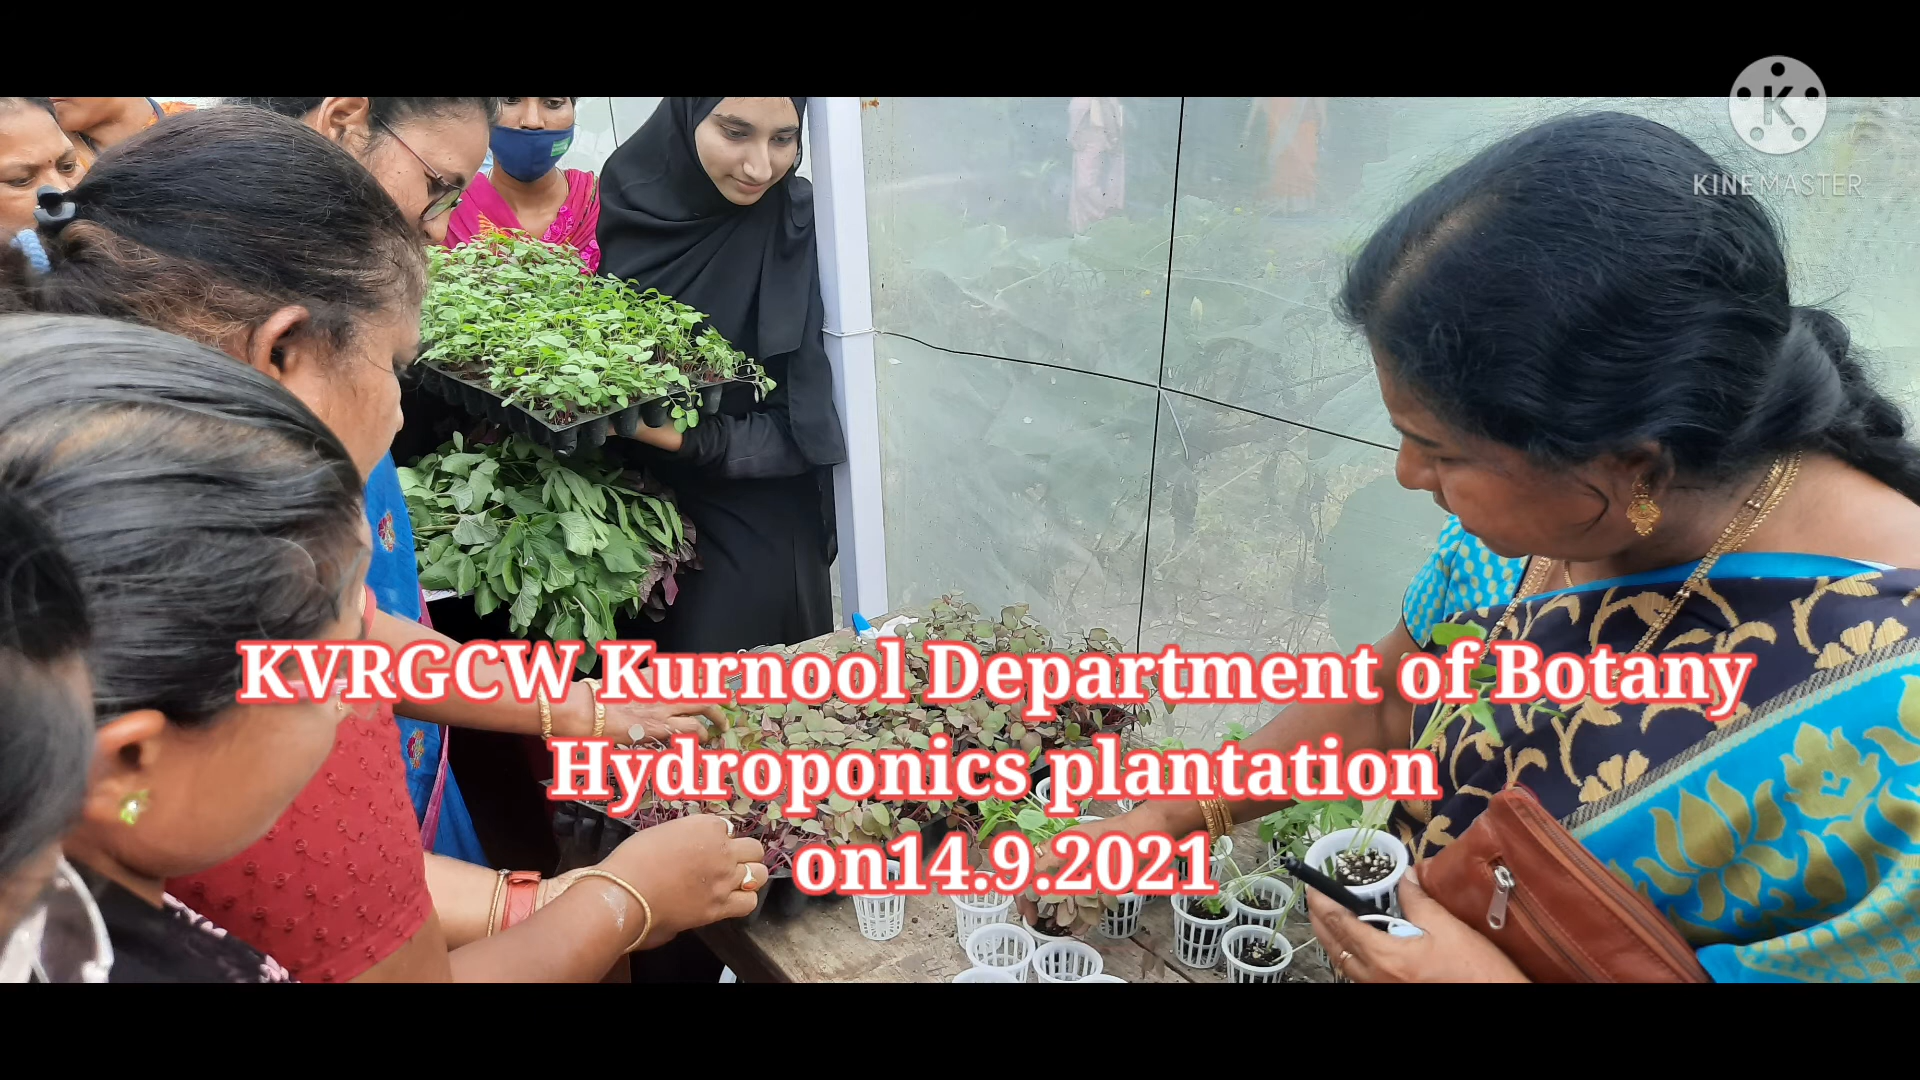 K
KINEMASTER
KVRGCW Kurnool Department of Botany
Hydroponics plantation
on14.9.2021